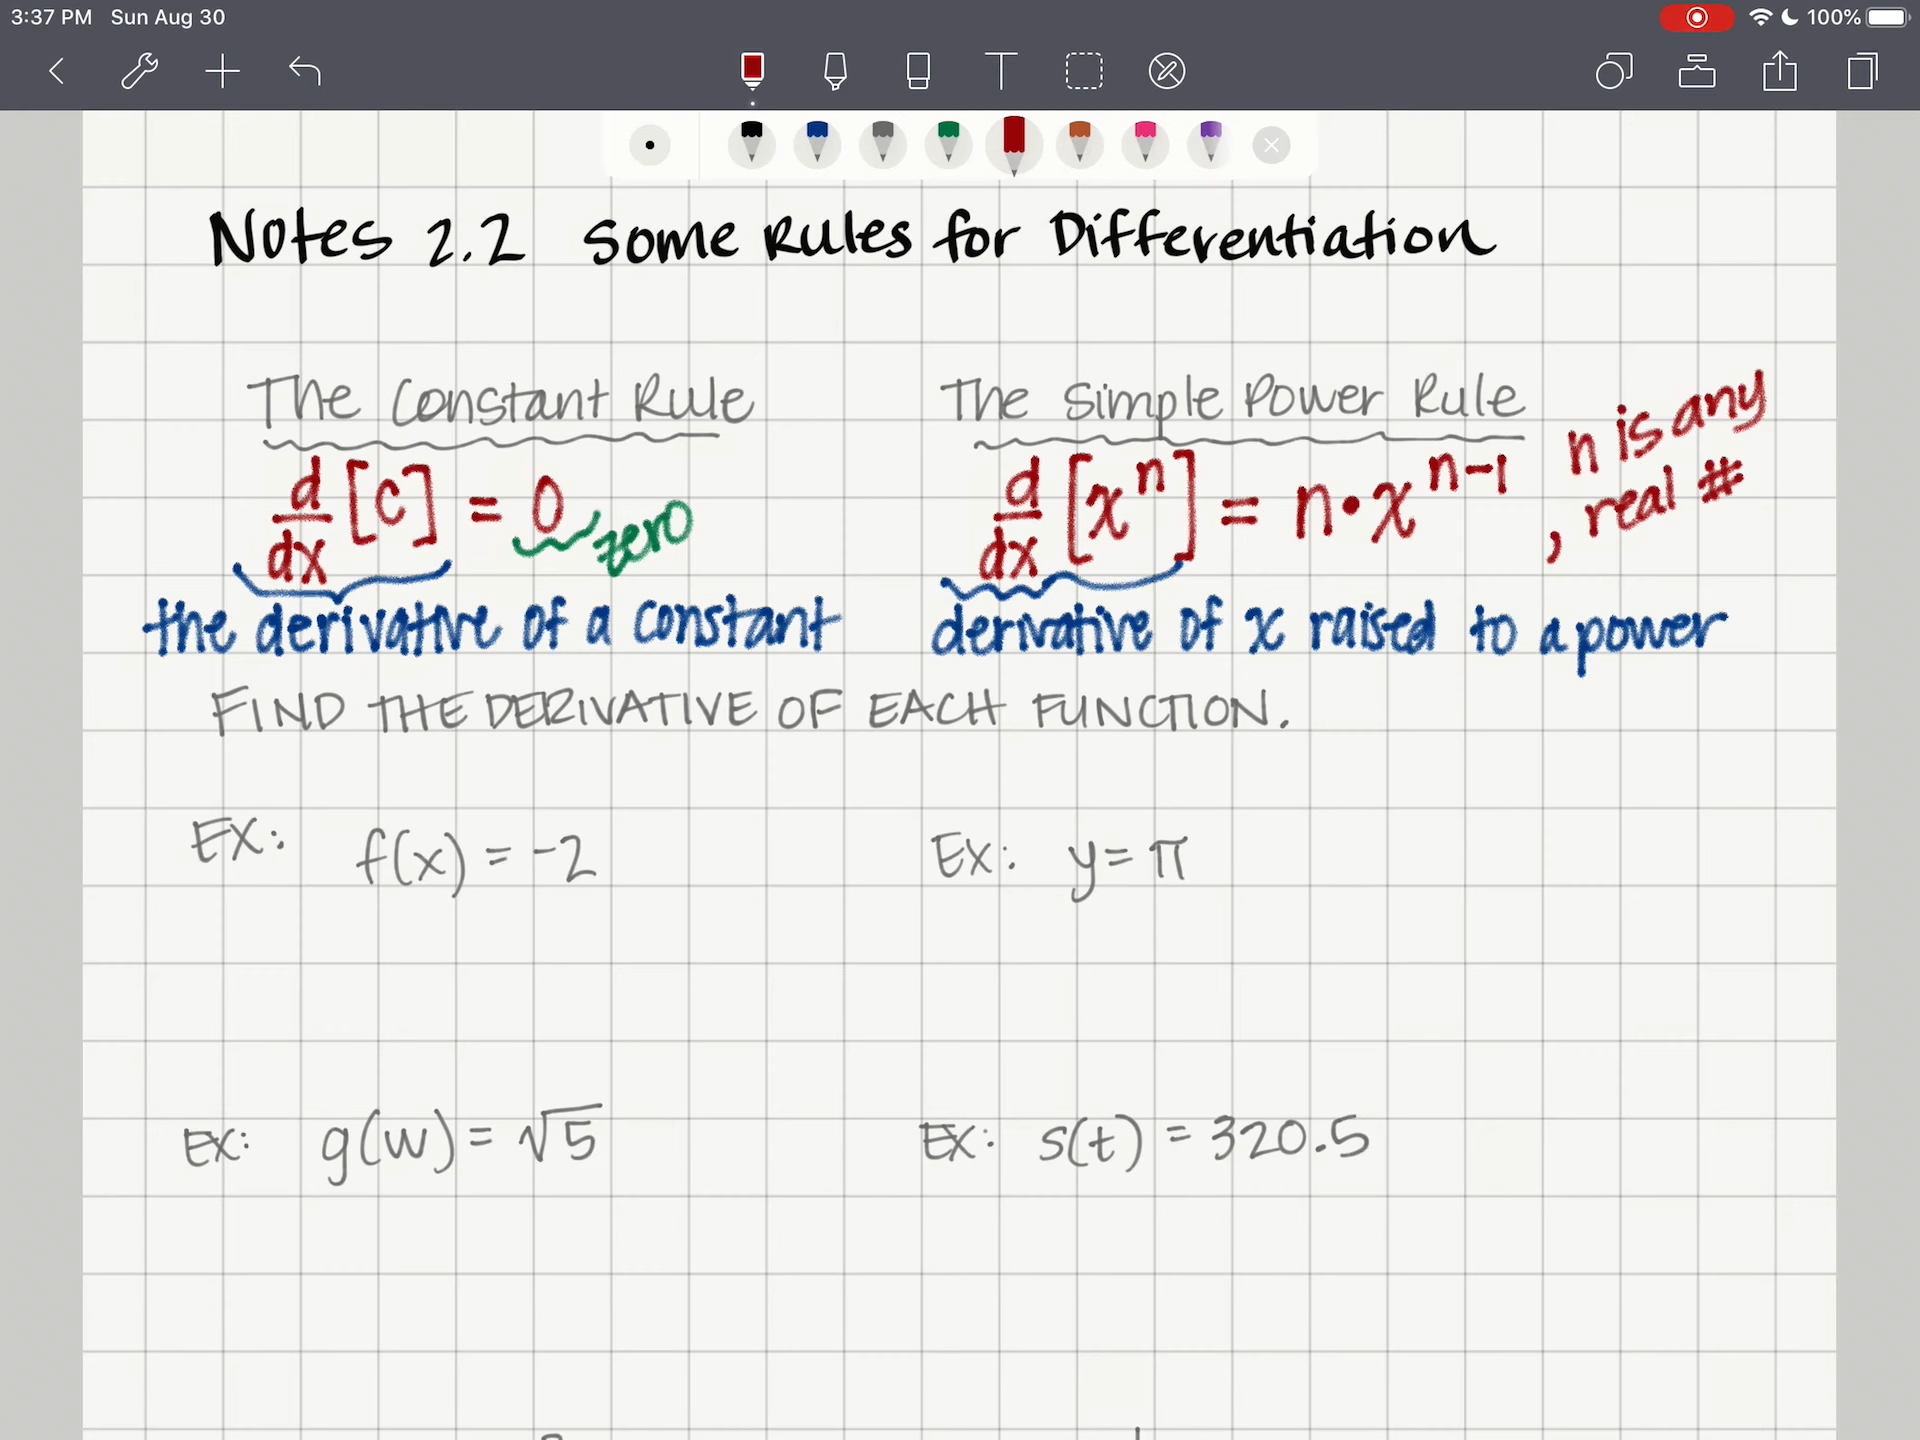 3:37 PM Sun Aug 30
100%
T
Notes 2.2 Some Rules for Differentiation
The Constant Rule
d/dx [c] = 0
zero
the derivative of a constant
The Simple Power Rule
d/dx [x^n] = n·x^(n-1) , n is any real #
derivative of x raised to a power
FIND THE DERIVATIVE OF EACH FUNCTION.
EX: f(x) = -2
EX: y = π
EX: g(w) = √5
EX: s(t) = 320.5